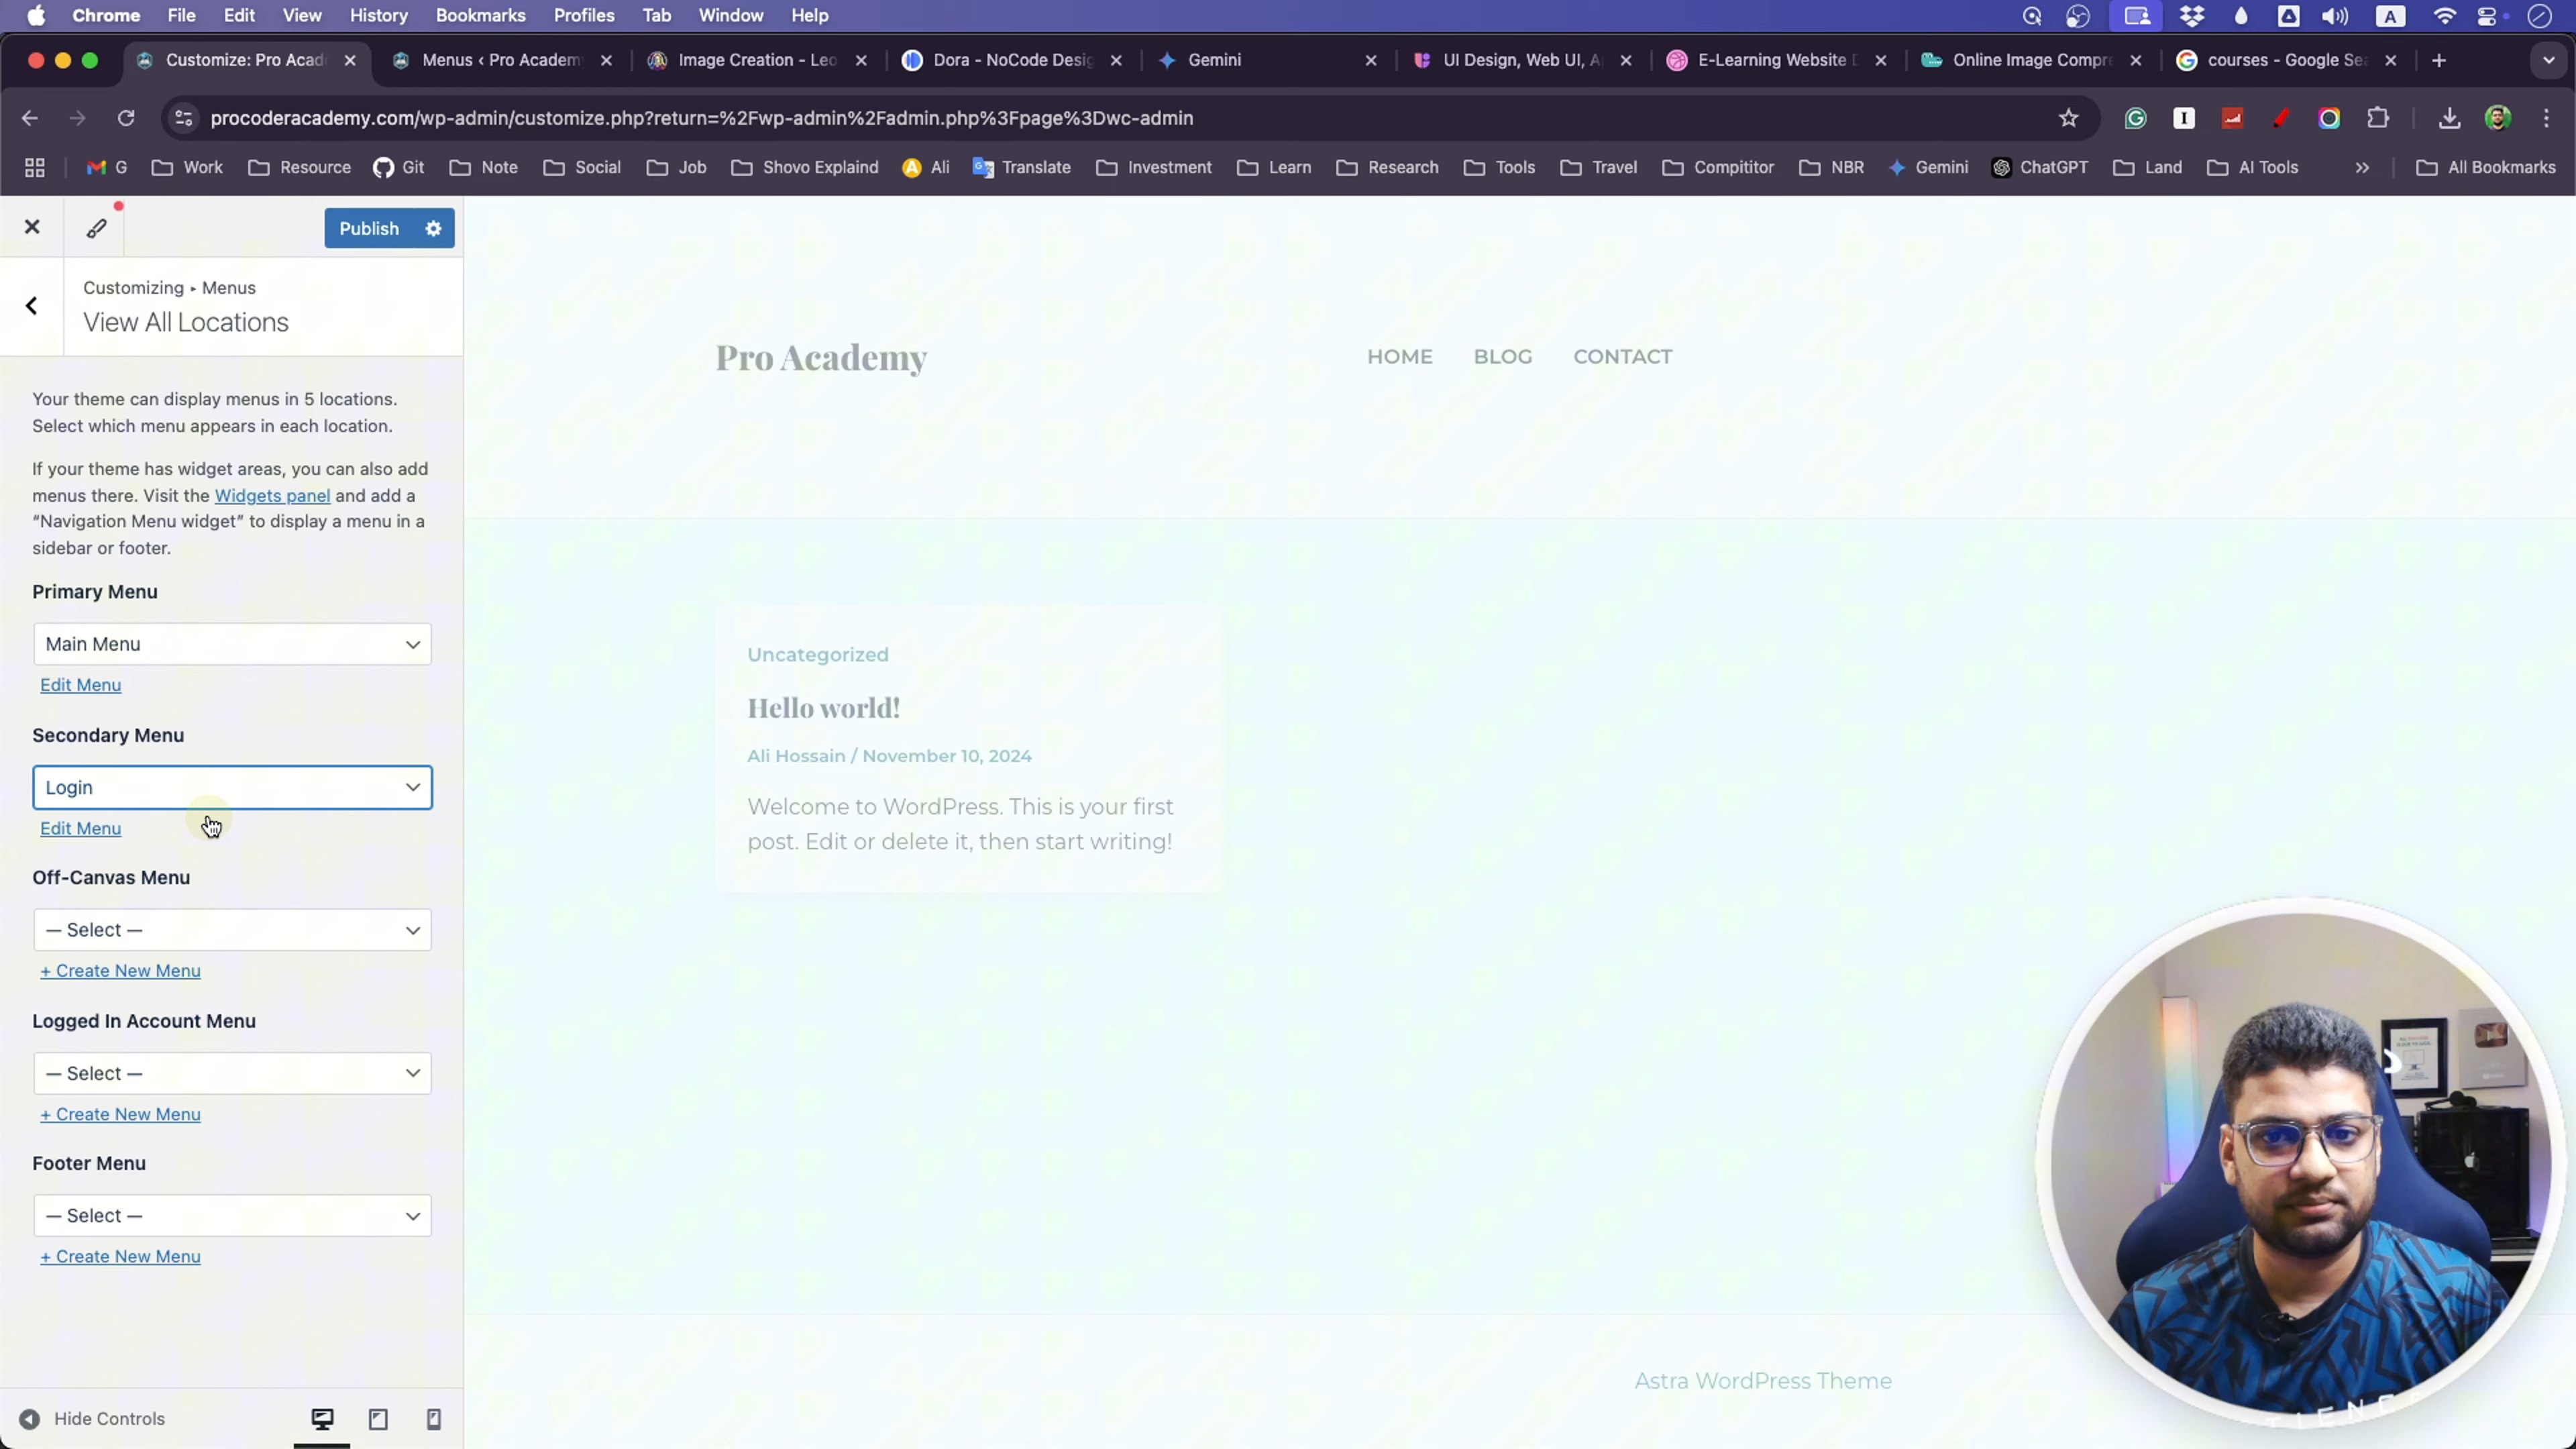 Chrome File Edit View History Bookmarks Profiles Tab Window Help
Customize: Pro Acad
Menus ‹ Pro Academ
Image Creation - Leo
Dora - NoCode Desig
Gemini
UI Design, Web UI, A
E-Learning Website D
Online Image Compr
courses - Google Sea
procoderacademy.com/wp-admin/customize.php?return=%2Fwp-admin%2Fadmin.php%3Fpage%3Dwc-admin
G Work Resource Git Note Social Job Shovo Explaind Ali Translate Investment Learn Research Tools Travel Compititor NBR Gemini ChatGPT Land AI Tools » All Bookmarks
Publish
Customizing ▸ Menus
View All Locations
Your theme can display menus in 5 locations.
Select which menu appears in each location.
If your theme has widget areas, you can also add
menus there. Visit the Widgets panel and add a
“Navigation Menu widget” to display a menu in a
sidebar or footer.
Primary Menu
Main Menu
Edit Menu
Secondary Menu
Login
Edit Menu
Off-Canvas Menu
— Select —
+ Create New Menu
Logged In Account Menu
— Select —
+ Create New Menu
Footer Menu
— Select —
+ Create New Menu
Hide Controls
Pro Academy
HOME BLOG CONTACT
Uncategorized
Hello world!
Ali Hossain / November 10, 2024
Welcome to WordPress. This is your first
post. Edit or delete it, then start writing!
Astra WordPress Theme